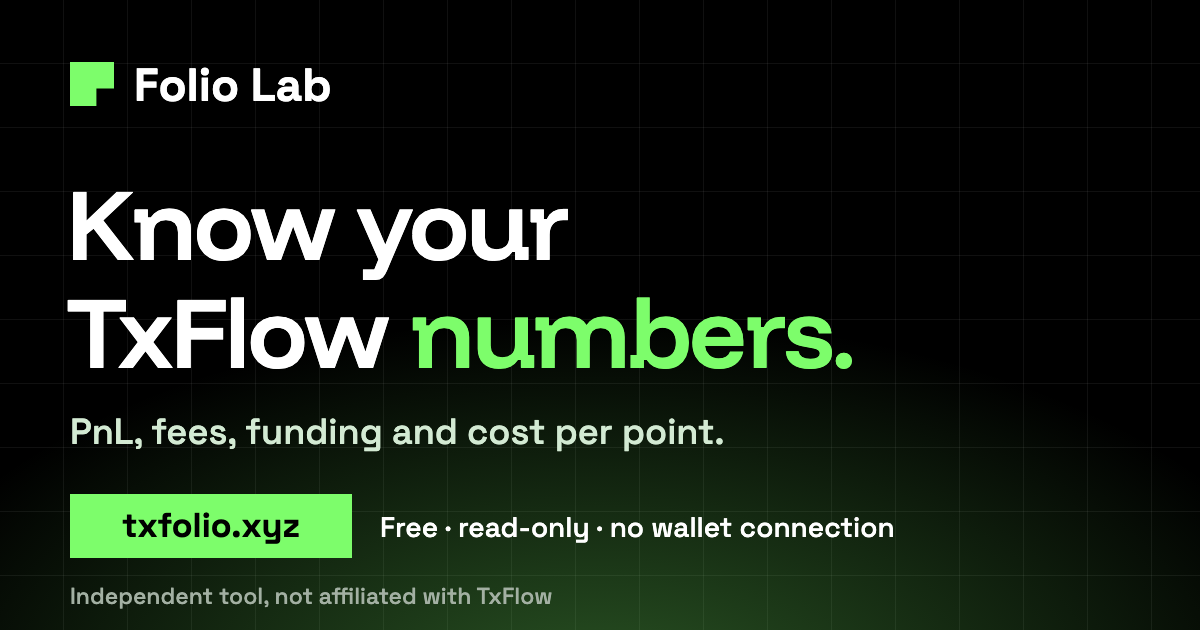 Folio Lab
Know your
TxFlow numbers.
PnL, fees, funding and cost per point.
txfolio.xyz
Free · read-only · no wallet connection
Independent tool, not affiliated with TxFlow